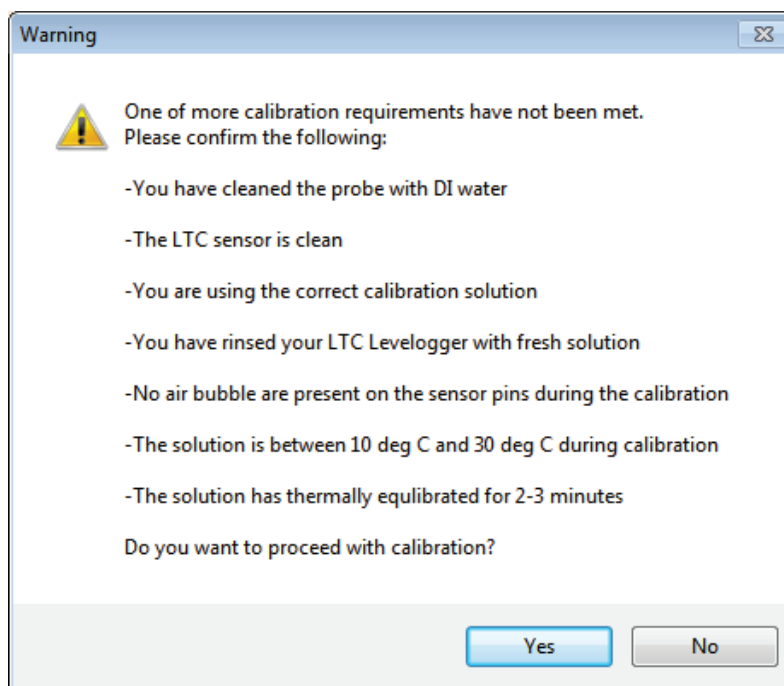 Warning
One of more calibration requirements have not been met.
Please confirm the following:
-You have cleaned the probe with DI water
-The LTC sensor is clean
-You are using the correct calibration solution
-You have rinsed your LTC Levelogger with fresh solution
-No air bubble are present on the sensor pins during the calibration
-The solution is between 10 deg C and 30 deg C during calibration
-The solution has thermally equlibrated for 2-3 minutes
Do you want to proceed with calibration?
Yes
No